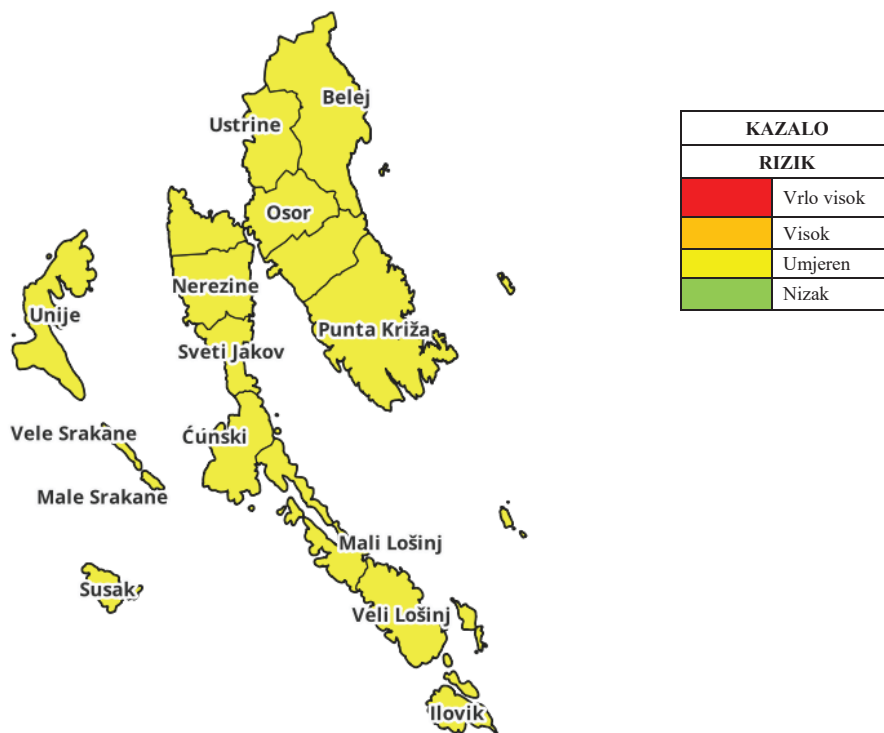 Belej
Ustrine
Osor
Nerezine
Unije
Punta Križa
Sveti Jakov
Vele Srakane
Ćunski
Male Srakane
Mali Lošinj
Susak
Veli Lošinj
Ilovik
KAZALO
RIZIK
Vrlo visok
Visok
Umjeren
Nizak